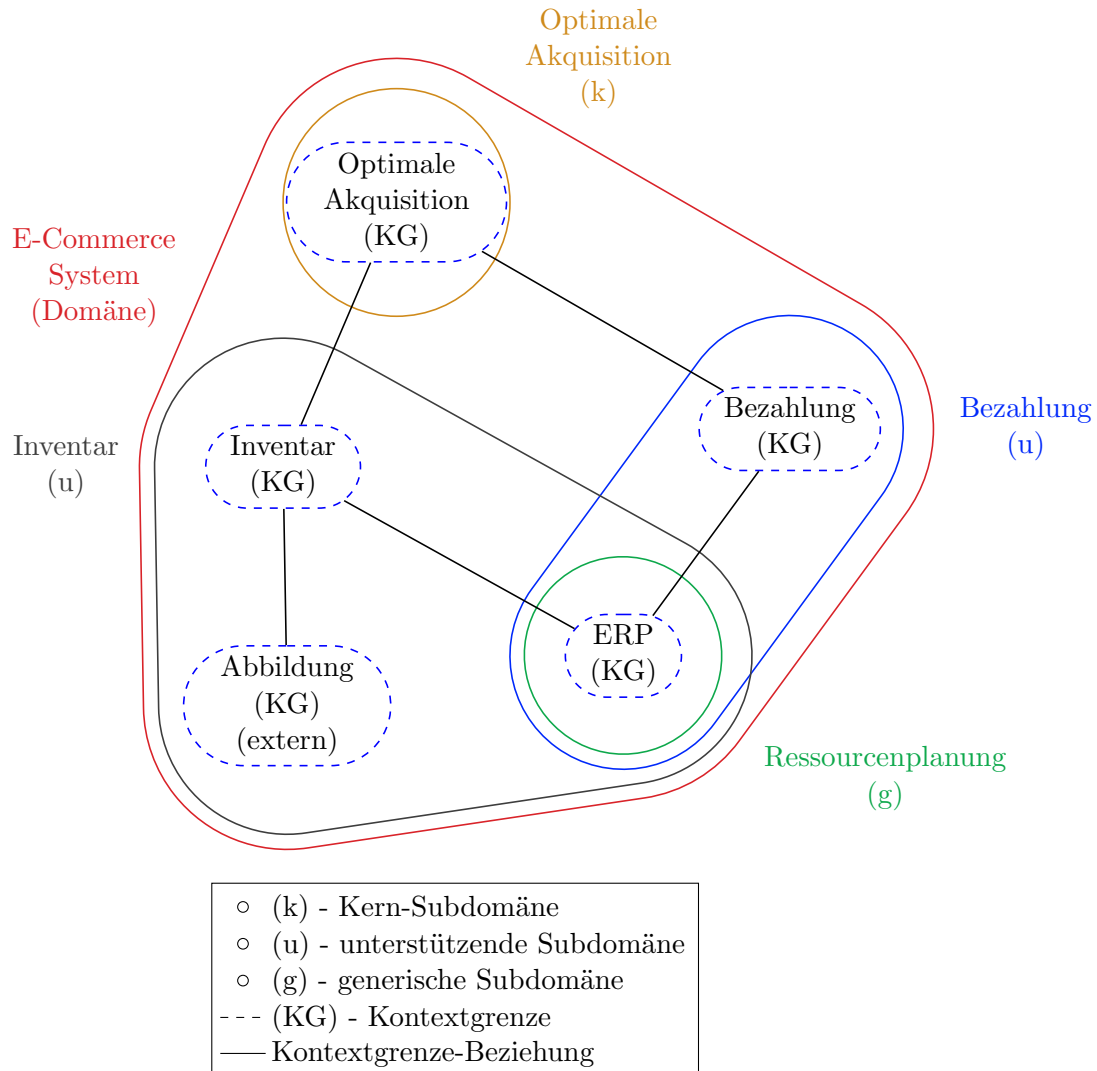 Optimale
Akquisition
(k)
Optimale
Akquisition
(KG)
E-Commerce
System
(Domäne)
Bezahlung
(KG)
Bezahlung
(u)
Inventar
(u)
Inventar
(KG)
ERP
(KG)
Abbildung
(KG)
(extern)
Ressourcenplanung
(g)
(k) - Kern-Subdomäne
(u) - unterstützende Subdomäne
(g) - generische Subdomäne
(KG) - Kontextgrenze
Kontextgrenze-Beziehung